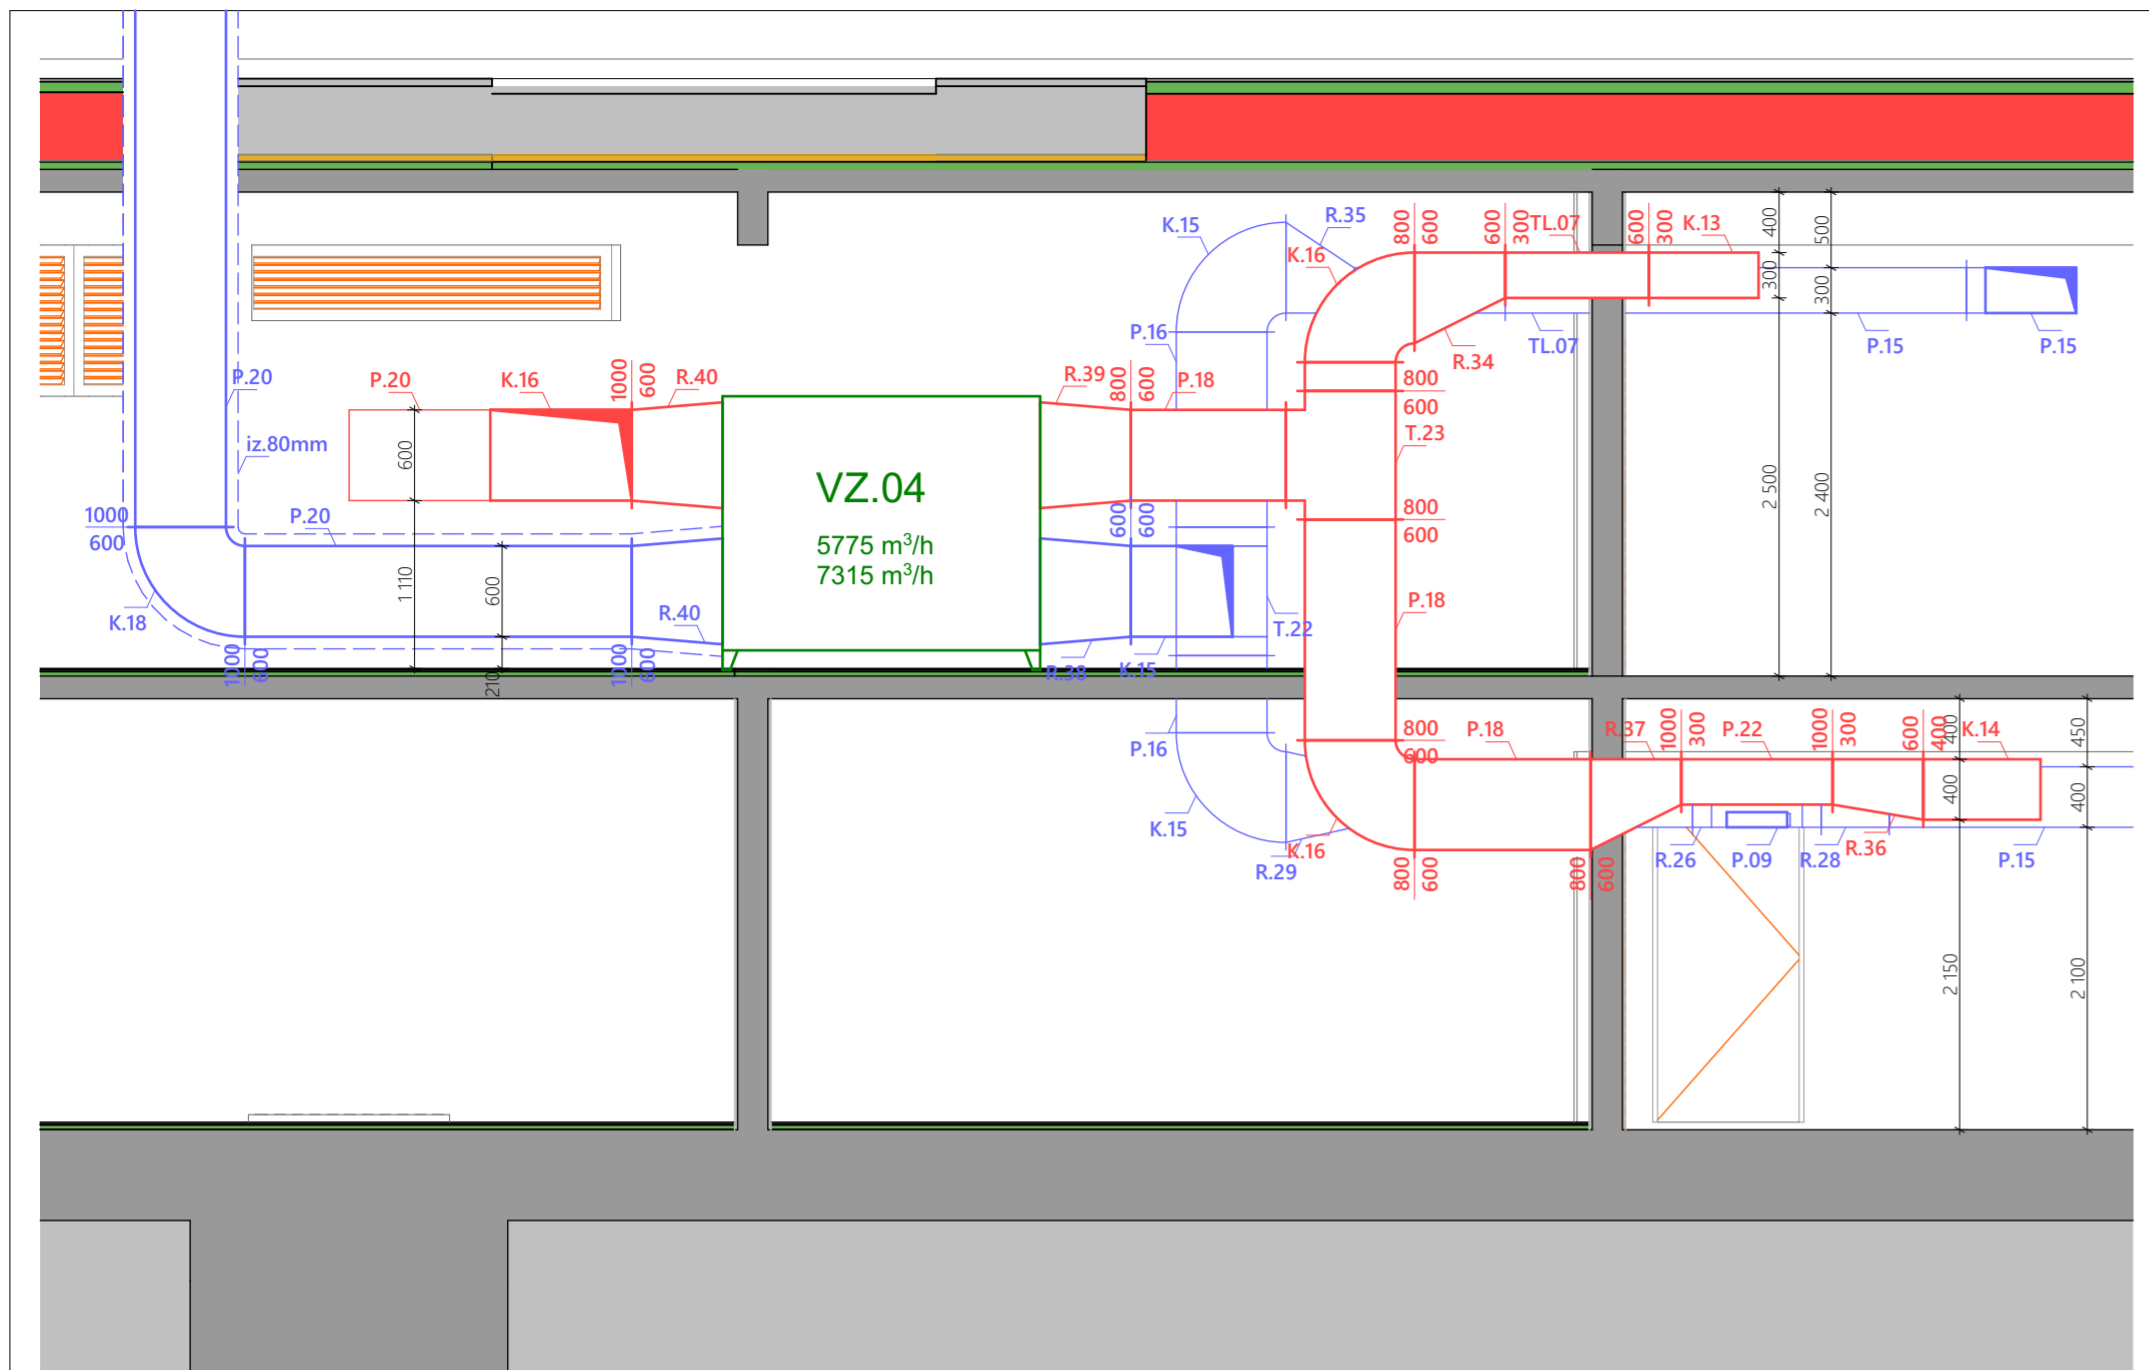 K.15
R.35
800
600
600
300
TL.07
600
300
K.13
400
500
K.16
300
300
P.16
R.34
TL.07
P.15
P.15
P.20
P.20
K.16
1000
600
R.40
R.39
800
600
P.18
800
600
T.23
iz.80mm
600
VZ.04
5775 m³/h
7315 m³/h
2 500
2 400
1000
600
P.20
600
600
800
600
1 110
600
K.18
R.40
P.18
T.22
1000
600
1000
600
210
R.38
K.15
P.16
800
600
P.18
R.37
1000
300
P.22
1000
300
600
400
400
K.14
450
400
400
K.15
K.16
R.29
800
600
800
600
R.26
P.09
R.28
R.36
P.15
2 150
2 100